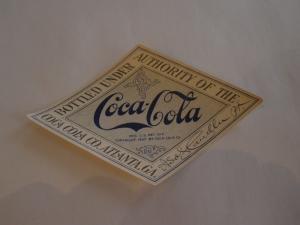 BOTTLED UNDER
AUTHORITY OF THE
Coca-Cola
COCA COLA CO. ATLANTA, GA